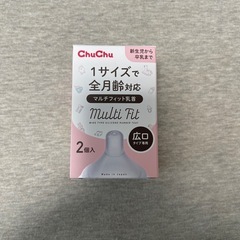 ChuChu
新生児から
卒乳まで
1サイズで
全月齢対応
マルチフィット乳首
Multi Fit
広口
タイプ専用
2個入